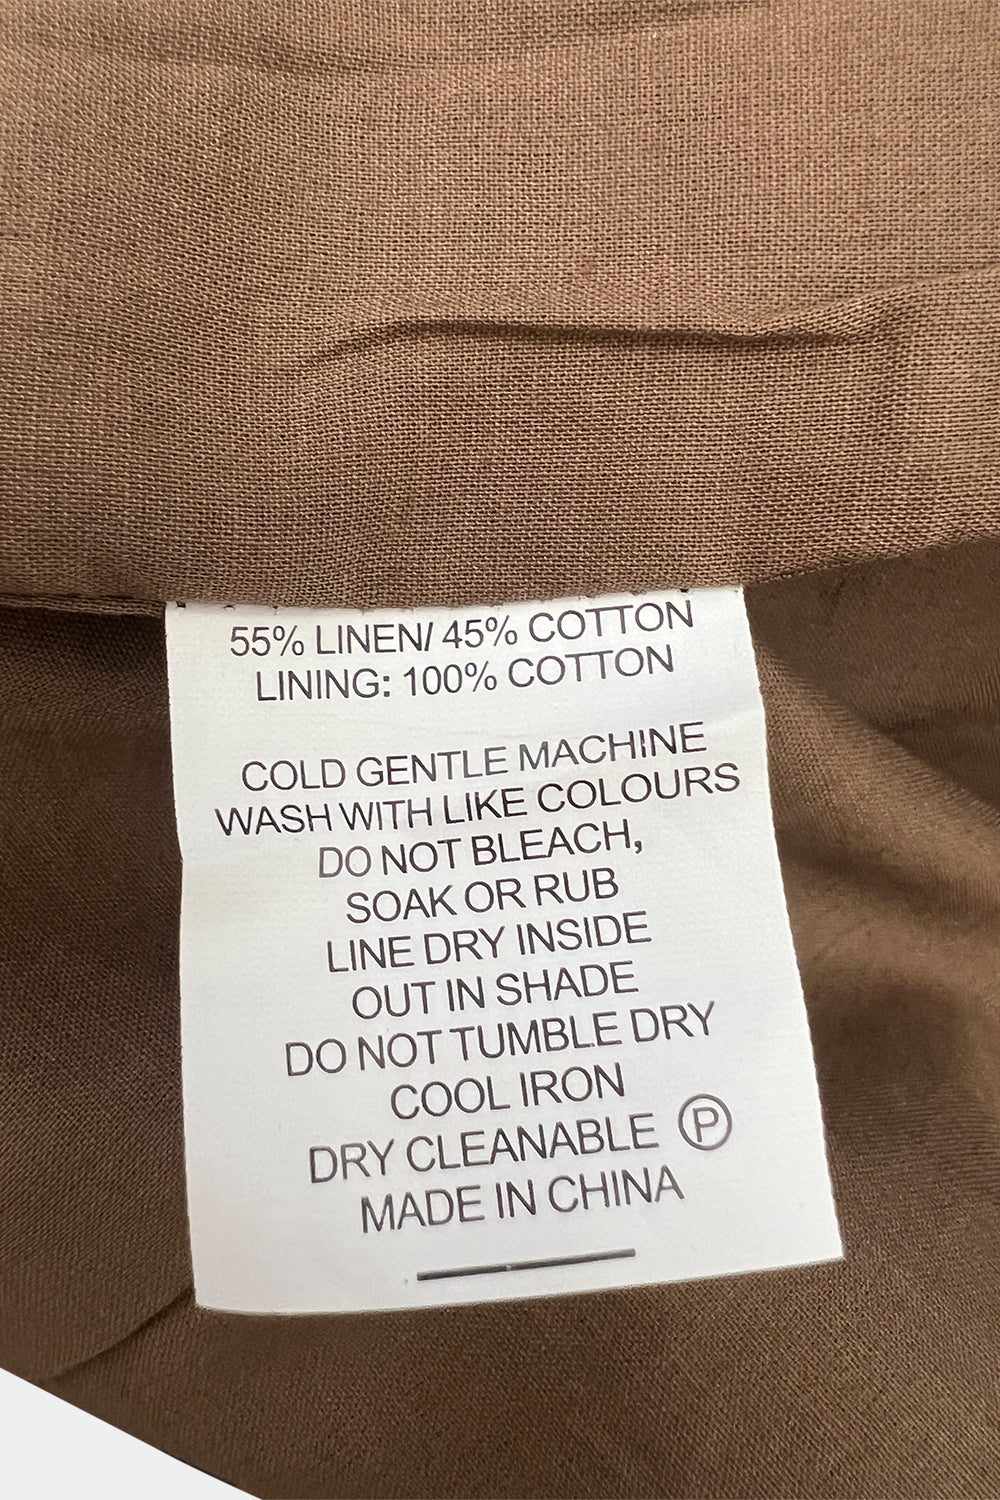 55% LINEN/ 45% COTTON
LINING: 100% COTTON
COLD GENTLE MACHINE
WASH WITH LIKE COLOURS
DO NOT BLEACH,
SOAK OR RUB
LINE DRY INSIDE
OUT IN SHADE
DO NOT TUMBLE DRY
COOL IRON
DRY CLEANABLE Ⓟ
MADE IN CHINA